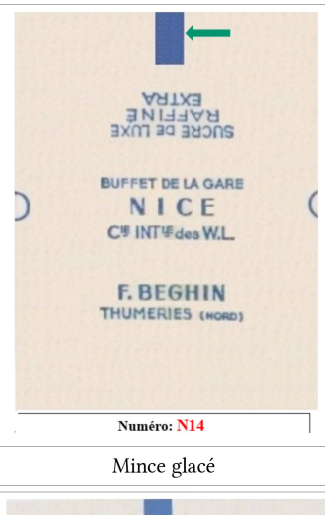 SUCRE DE LUXE
RAFFINÉ
EXTRA
BUFFET DE LA GARE
NICE
CIE INTLE des W.L.
F. BEGHIN
THUMERIES (NORD)
Numéro: N14
Mince glacé